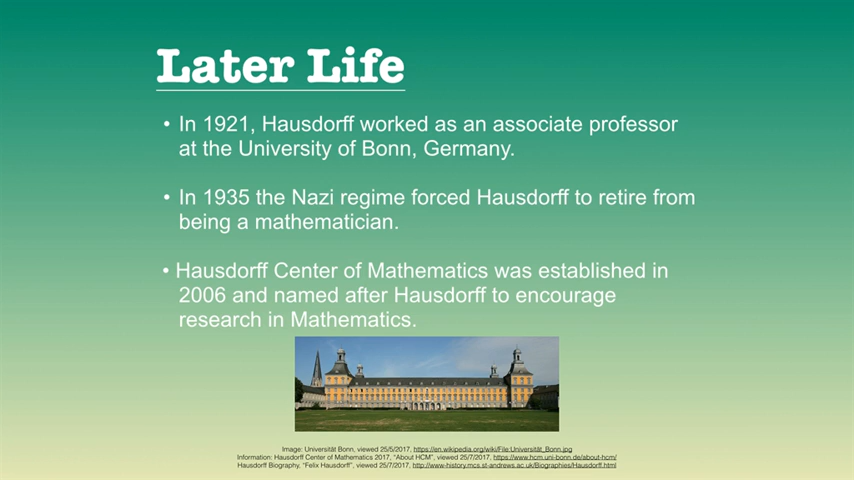 Later Life
• In 1921, Hausdorff worked as an associate professor
at the University of Bonn, Germany.
• In 1935 the Nazi regime forced Hausdorff to retire from
being a mathematician.
• Hausdorff Center of Mathematics was established in
2006 and named after Hausdorff to encourage
research in Mathematics.
Image: Universität Bonn, viewed 25/5/2017, https://en.wikipedia.org/wiki/File:Universität_Bonn.jpg
Information: Hausdorff Center of Mathematics 2017, "About HCM", viewed 25/7/2017, https://www.hcm.uni-bonn.de/about-hcm/
Hausdorff Biography, "Felix Hausdorff", viewed 25/7/2017, http://www-history.mcs.st-andrews.ac.uk/Biographies/Hausdorff.html